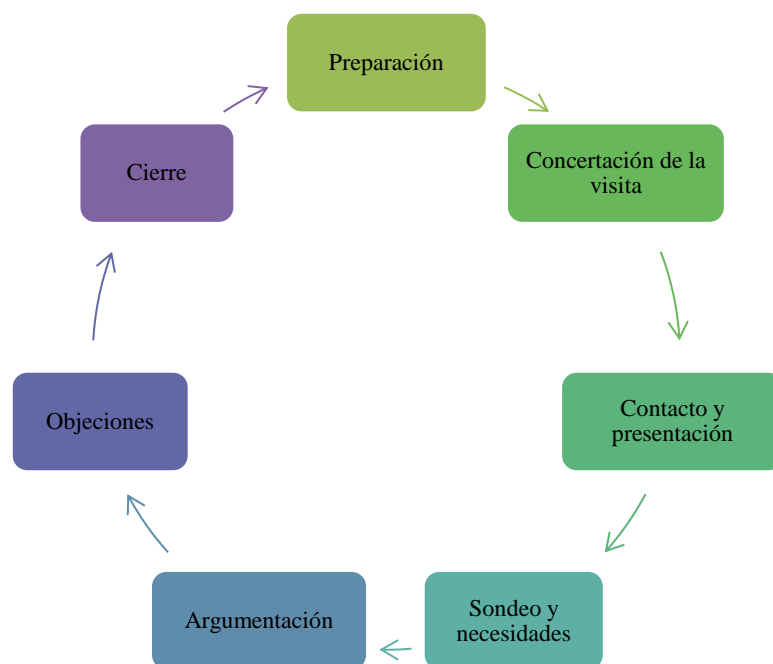 Preparación
Concertación de la
visita
Contacto y
presentación
Sondeo y
necesidades
Argumentación
Objeciones
Cierre